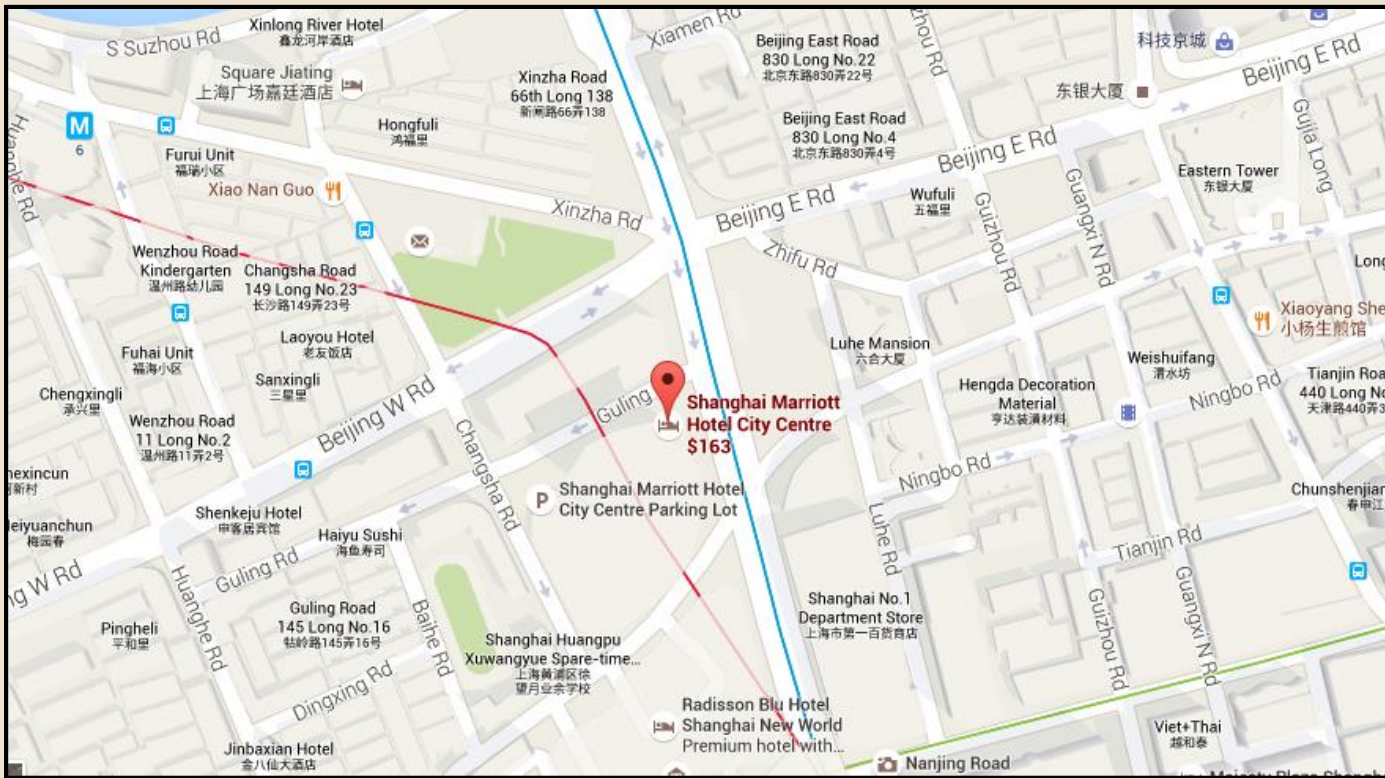 Xinlong River Hotel
鑫龙河岸酒店
S Suzhou Rd
Square Jiating
上海广场嘉廷酒店
Xinzha Road
66th Long 138
新闸路66弄138
Xiamen Rd
Beijing East Road
830 Long No.22
北京东路830弄22号
科技京城
Beijing E Rd
东银大厦
M
6
Hongfuli
鸿福里
Beijing East Road
830 Long No.4
北京东路830弄4号
Guizhou Rd
Gujia Long
Huanghe Rd
Furui Unit
福瑞小区
Xiao Nan Guo
Xinzha Rd
Beijing E Rd
Beijing E Rd
Wufuli
五福里
Guizhou Rd
Guangxi N Rd
Eastern Tower
东银大厦
Wenzhou Road
Kindergarten
温州路幼儿园
Changsha Road
149 Long No.23
长沙路149弄23号
Zhifu Rd
Long
Xiaoyang She
小杨生煎馆
Laoyou Hotel
老友饭店
Fuhai Unit
福海小区
Sanxingli
三星里
Luhe Mansion
六合大厦
Weishuifang
渭水坊
Chengxingli
承兴里
Guling
Shanghai Marriott
Hotel City Centre
$163
Hengda Decoration
Material
亨达装潢材料
Ningbo Rd
Tianjin Roa
440 Long No
天津路440弄3
Wenzhou Road
11 Long No.2
温州路11弄2号
Beijing W Rd
Changsha Rd
hexincun
新村
P
Shanghai Marriott Hotel
City Centre Parking Lot
Ningbo Rd
Chunshenjian
春申江
eiyuanchun
梅园春
Shenkeju Hotel
申客居宾馆
Haiyu Sushi
海鱼寿司
Luhe Rd
Tianjin Rd
ng W Rd
Huanghe Rd
Guling Rd
Guling Road
145 Long No.16
牯岭路145弄16号
Baihe Rd
Shanghai No.1
Department Store
上海市第一百货商店
Guizhou Rd
Guangxi N Rd
Pingheli
平和里
Shanghai Huangpu
Xuwangyue Spare-time...
上海黄浦区徐
望月业余学校
Dingxing Rd
Radisson Blu Hotel
Shanghai New World
Premium hotel with...
Viet+Thai
越和泰
Jinbaxian Hotel
金八仙大酒店
Nanjing Road